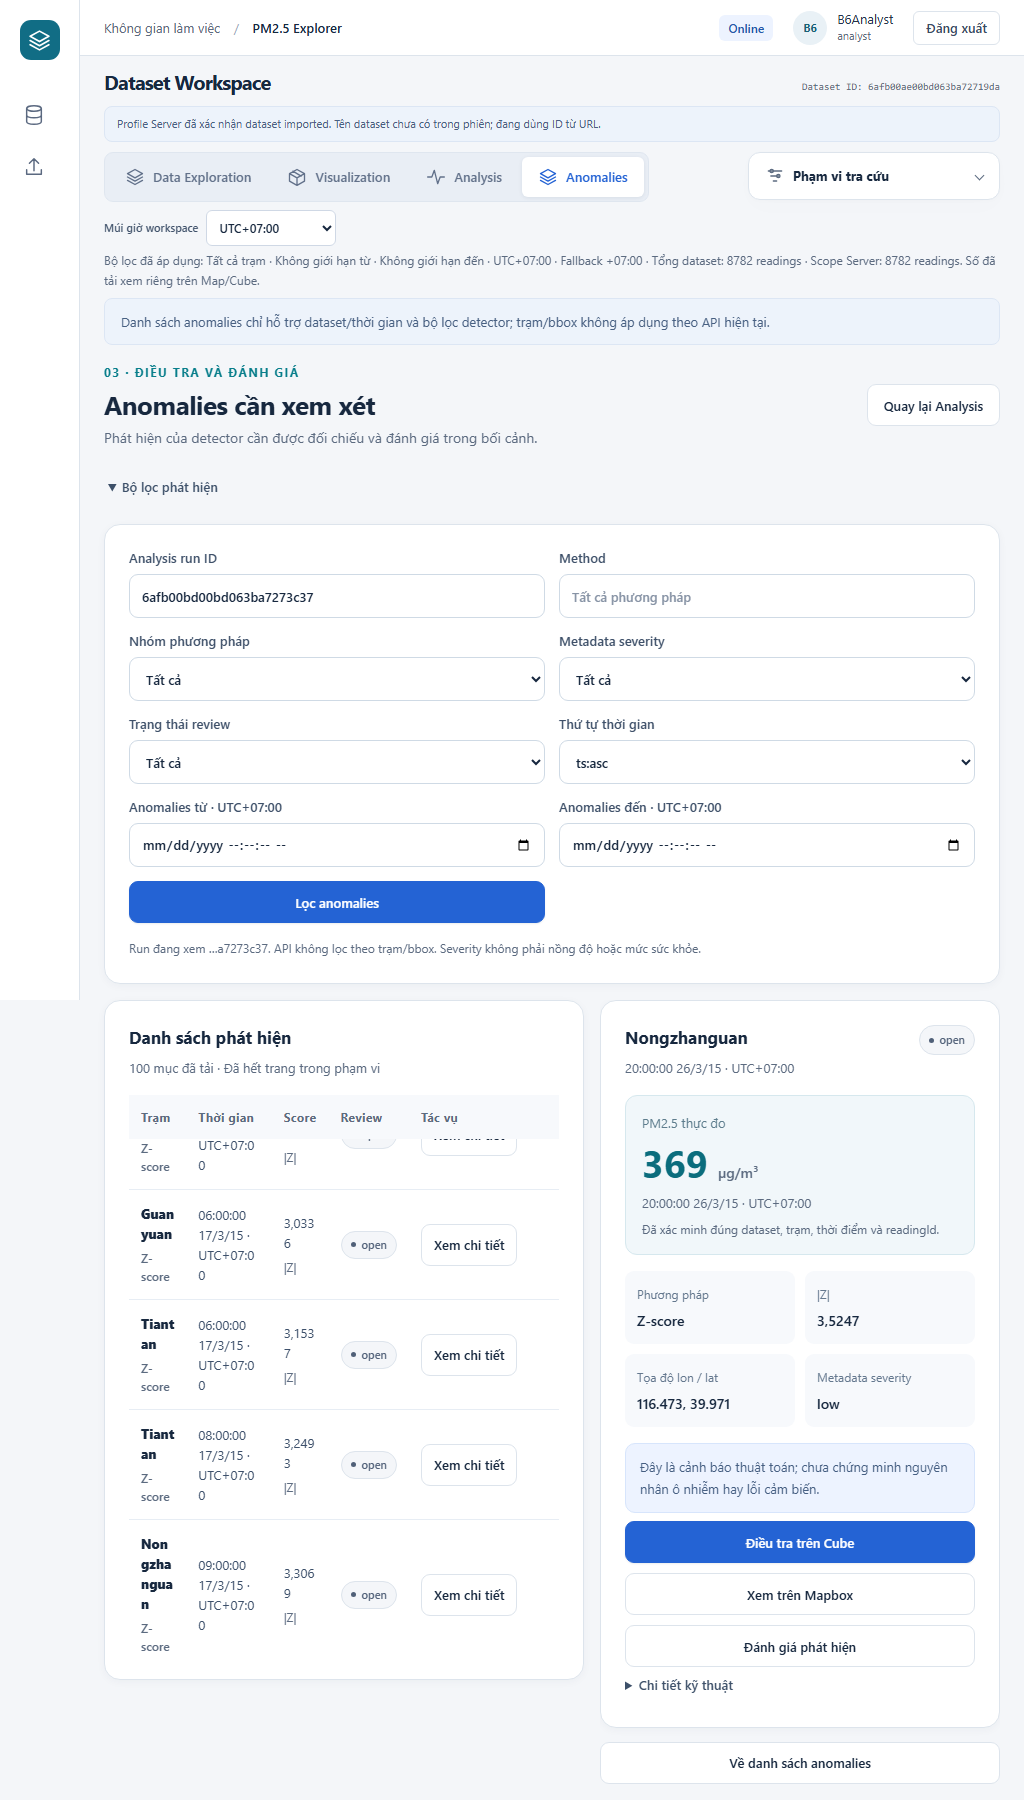 Không gian làm việc / PM2.5 Explorer
Online
B6
B6Analyst
analyst
Đăng xuất
Dataset Workspace
Dataset ID: 6afb00ae00bd063ba72719da
Profile Server đã xác nhận dataset imported. Tên dataset chưa có trong phiên; đang dùng ID từ URL.
Data Exploration
Visualization
Analysis
Anomalies
Phạm vi tra cứu
Múi giờ workspace
UTC+07:00
Bộ lọc đã áp dụng: Tất cả trạm · Không giới hạn từ · Không giới hạn đến · UTC+07:00 · Fallback +07:00 · Tổng dataset: 8782 readings · Scope Server: 8782 readings. Số đã
tải xem riêng trên Map/Cube.
Danh sách anomalies chỉ hỗ trợ dataset/thời gian và bộ lọc detector; trạm/bbox không áp dụng theo API hiện tại.
03 · ĐIỀU TRA VÀ ĐÁNH GIÁ
Anomalies cần xem xét
Quay lại Analysis
Phát hiện của detector cần được đối chiếu và đánh giá trong bối cảnh.
▼ Bộ lọc phát hiện
Analysis run ID
Method
6afb00bd00bd063ba7273c37
Tất cả phương pháp
Nhóm phương pháp
Metadata severity
Tất cả
Tất cả
Trạng thái review
Thứ tự thời gian
Tất cả
ts:asc
Anomalies từ · UTC+07:00
Anomalies đến · UTC+07:00
mm/dd/yyyy --:--:-- --
mm/dd/yyyy --:--:-- --
Lọc anomalies
Run đang xem …a7273c37. API không lọc theo trạm/bbox. Severity không phải nồng độ hoặc mức sức khỏe.
Danh sách phát hiện
100 mục đã tải · Đã hết trang trong phạm vi
Trạm
Thời gian
Score
Review
Tác vụ
Z-
score
UTC+07:0
0
|Z|
Xem chi tiết
Guan
yuan
Z-
score
06:00:00
17/3/15 ·
UTC+07:0
0
3,033
6
|Z|
open
Xem chi tiết
Tiant
an
Z-
score
06:00:00
17/3/15 ·
UTC+07:0
0
3,153
7
|Z|
open
Xem chi tiết
Tiant
an
Z-
score
08:00:00
17/3/15 ·
UTC+07:0
0
3,249
3
|Z|
open
Xem chi tiết
Non
gzha
ngua
n
Z-
score
09:00:00
17/3/15 ·
UTC+07:0
0
3,306
9
|Z|
open
Xem chi tiết
Nongzhanguan
open
20:00:00 26/3/15 · UTC+07:00
PM2.5 thực đo
369 µg/m³
20:00:00 26/3/15 · UTC+07:00
Đã xác minh đúng dataset, trạm, thời điểm và readingId.
Phương pháp
Z-score
|Z|
3,5247
Tọa độ lon / lat
116.473, 39.971
Metadata severity
low
Đây là cảnh báo thuật toán; chưa chứng minh nguyên
nhân ô nhiễm hay lỗi cảm biến.
Điều tra trên Cube
Xem trên Mapbox
Đánh giá phát hiện
▶ Chi tiết kỹ thuật
Về danh sách anomalies